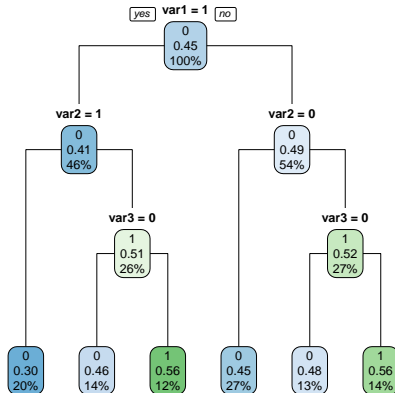 yes var1 = 1 no
0
0.45
100%
var2 = 1 var2 = 0
0 0
0.41 0.49
46% 54%
var3 = 0 var3 = 0
1 1
0.51 0.52
26% 27%
0 0 1 0 0 1
0.30 0.46 0.56 0.45 0.48 0.56
20% 14% 12% 27% 13% 14%